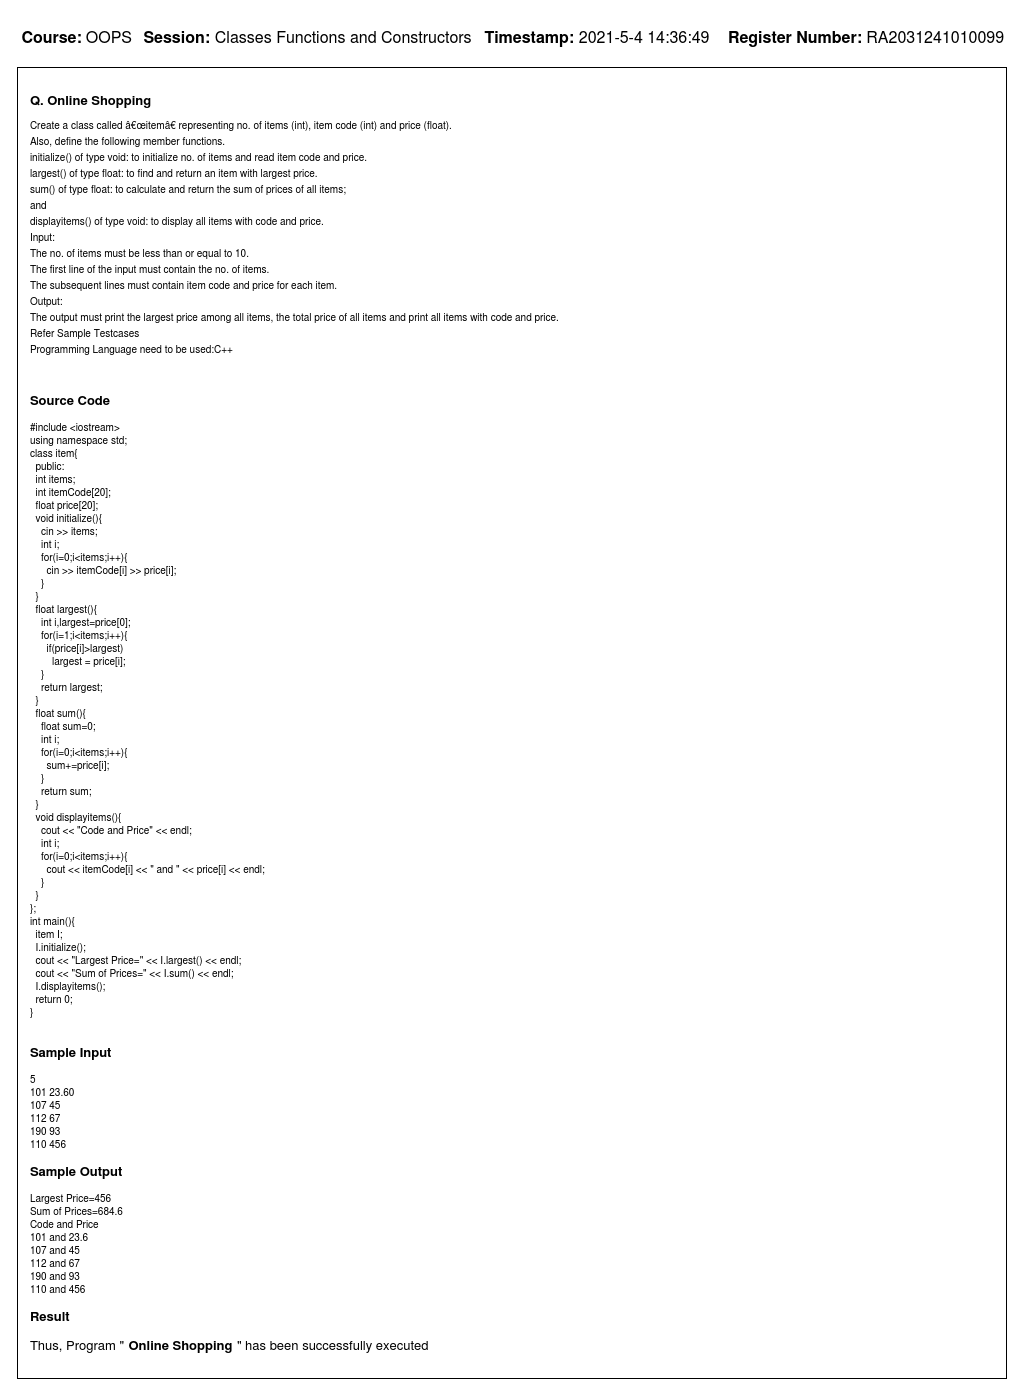 Course: OOPS Session: Classes Functions and Constructors Timestamp: 2021-5-4 14:36:49 Register Number: RA2031241010099
Q. Online Shopping
Create a class called â€œitemâ€ representing no. of items (int), item code (int) and price (float).
Also, define the following member functions.
initialize() of type void: to initialize no. of items and read item code and price.
largest() of type float: to find and return an item with largest price.
sum() of type float: to calculate and return the sum of prices of all items;
and
displayitems() of type void: to display all items with code and price.
Input:
The no. of items must be less than or equal to 10.
The first line of the input must contain the no. of items.
The subsequent lines must contain item code and price for each item.
Output:
The output must print the largest price among all items, the total price of all items and print all items with code and price.
Refer Sample Testcases
Programming Language need to be used:C++
Source Code
#include <iostream>
using namespace std;
class item{
  public:
  int items;
  int itemCode[20];
  float price[20];
  void initialize(){
    cin >> items;
    int i;
    for(i=0;i<items;i++){
      cin >> itemCode[i] >> price[i];
    }
  }
  float largest(){
    int i,largest=price[0];
    for(i=1;i<items;i++){
      if(price[i]>largest)
        largest = price[i];
    }
    return largest;
  }
  float sum(){
    float sum=0;
    int i;
    for(i=0;i<items;i++){
      sum+=price[i];
    }
    return sum;
  }
  void displayitems(){
    cout << "Code and Price" << endl;
    int i;
    for(i=0;i<items;i++){
      cout << itemCode[i] << " and " << price[i] << endl;
    }
  }
};
int main(){
  item I;
  I.initialize();
  cout << "Largest Price=" << I.largest() << endl;
  cout << "Sum of Prices=" << I.sum() << endl;
  I.displayitems();
  return 0;
}
Sample Input
5
101 23.60
107 45
112 67
190 93
110 456
Sample Output
Largest Price=456
Sum of Prices=684.6
Code and Price
101 and 23.6
107 and 45
112 and 67
190 and 93
110 and 456
Result
Thus, Program " Online Shopping " has been successfully executed